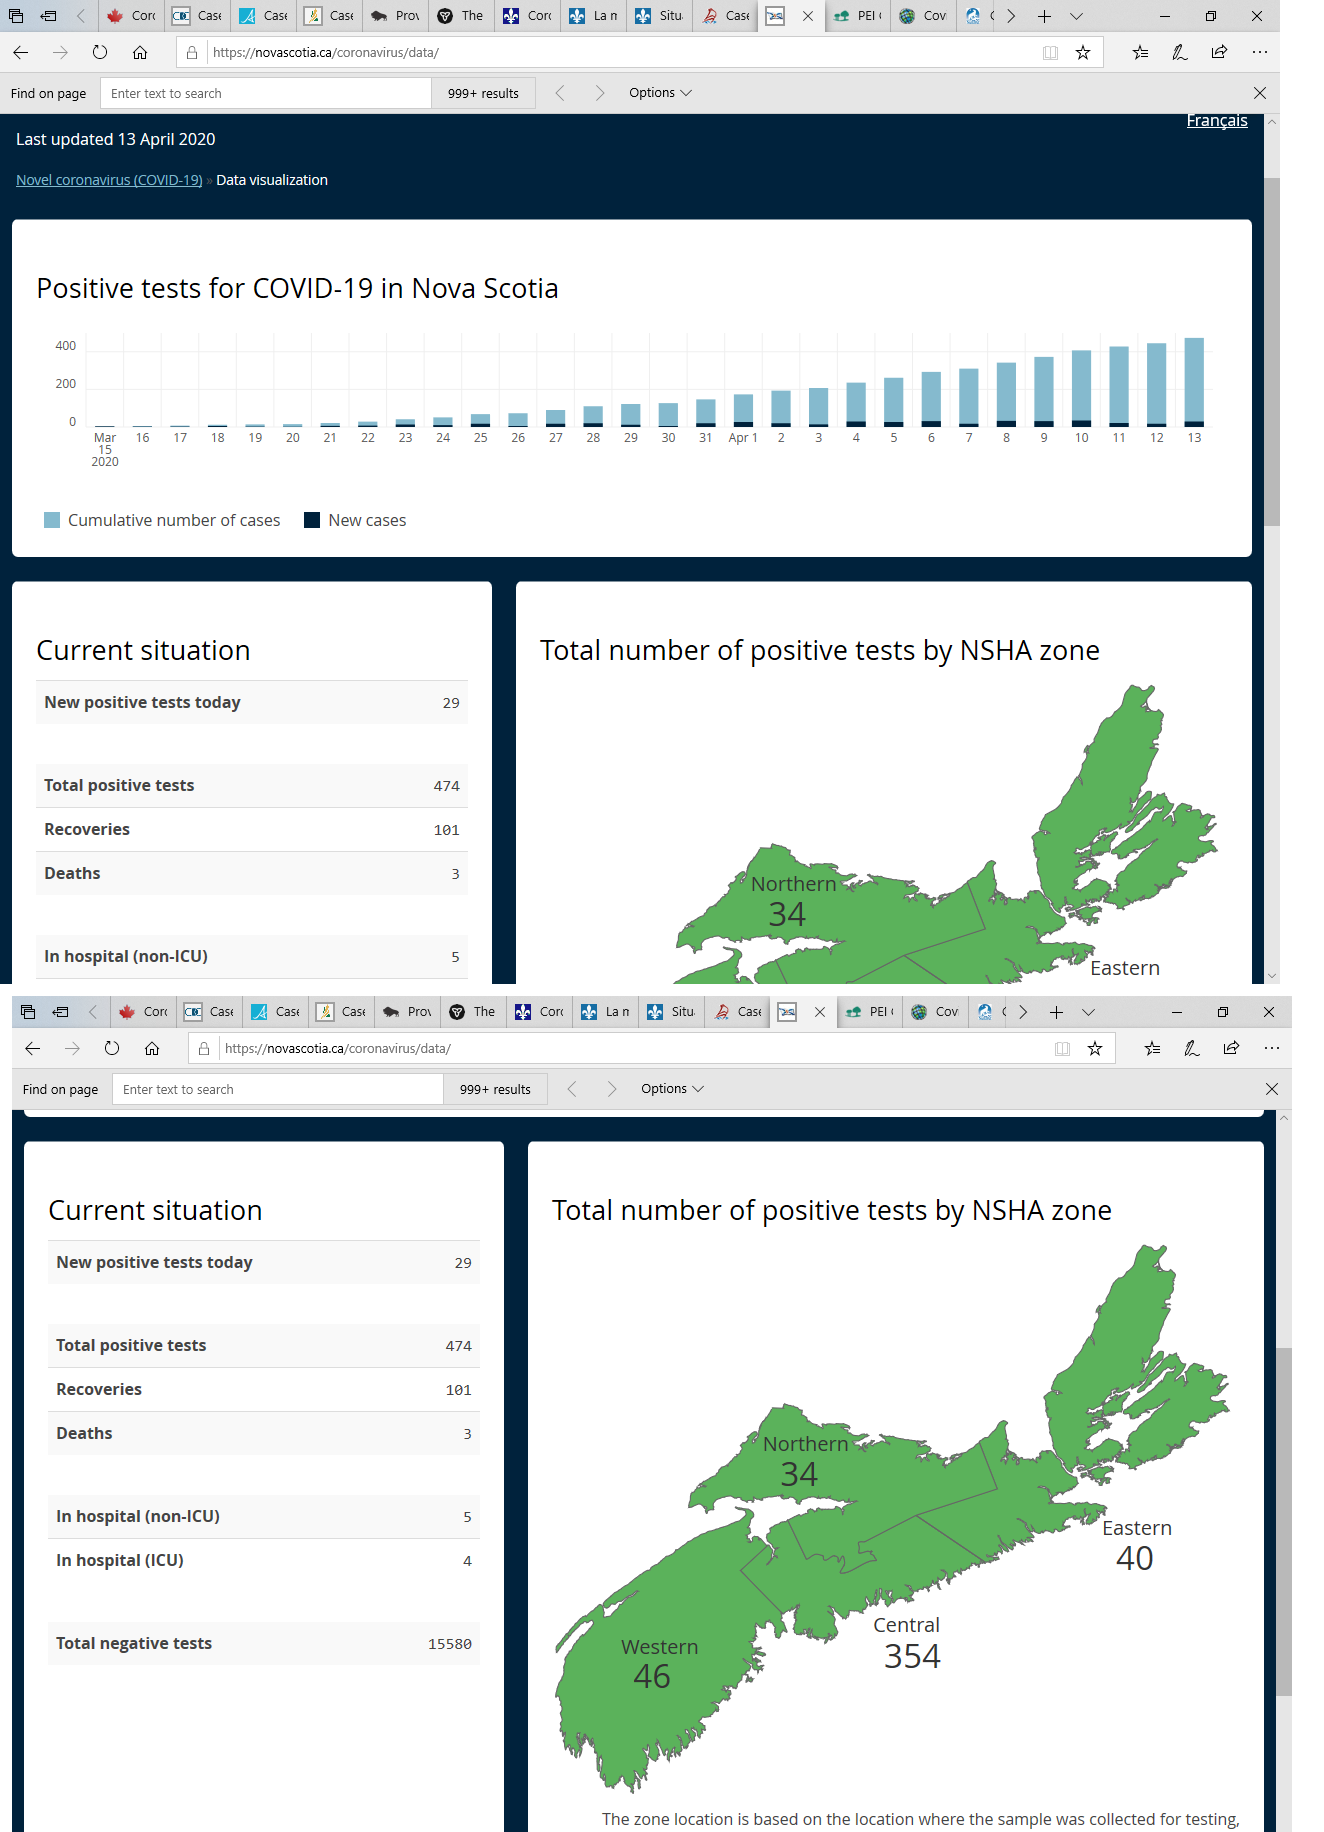 Corc
Case
Case
Case
Prov
The
Corc
La n
Situ
Case
PEI
Cov
https://novascotia.ca/coronavirus/data/
Find on page
Enter text to search
999+ results
Options
Français
Last updated 13 April 2020
Novel coronavirus (COVID-19) » Data visualization
Positive tests for COVID-19 in Nova Scotia
400
200
0
Mar 15 2020 16 17 18 19 20 21 22 23 24 25 26 27 28 29 30 31 Apr 1 2 3 4 5 6 7 8 9 10 11 12 13
Cumulative number of cases New cases
Current situation
New positive tests today 29
Total positive tests 474
Recoveries 101
Deaths 3
In hospital (non-ICU) 5
Total number of positive tests by NSHA zone
Northern
34
Eastern
Corc
Case
Case
Case
Prov
The
Corc
La n
Situ
Case
PEI
Cov
https://novascotia.ca/coronavirus/data/
Find on page
Enter text to search
999+ results
Options
Current situation
New positive tests today 29
Total positive tests 474
Recoveries 101
Deaths 3
In hospital (non-ICU) 5
In hospital (ICU) 4
Total negative tests 15580
Total number of positive tests by NSHA zone
Northern
34
Eastern
40
Central
354
Western
46
The zone location is based on the location where the sample was collected for testing,